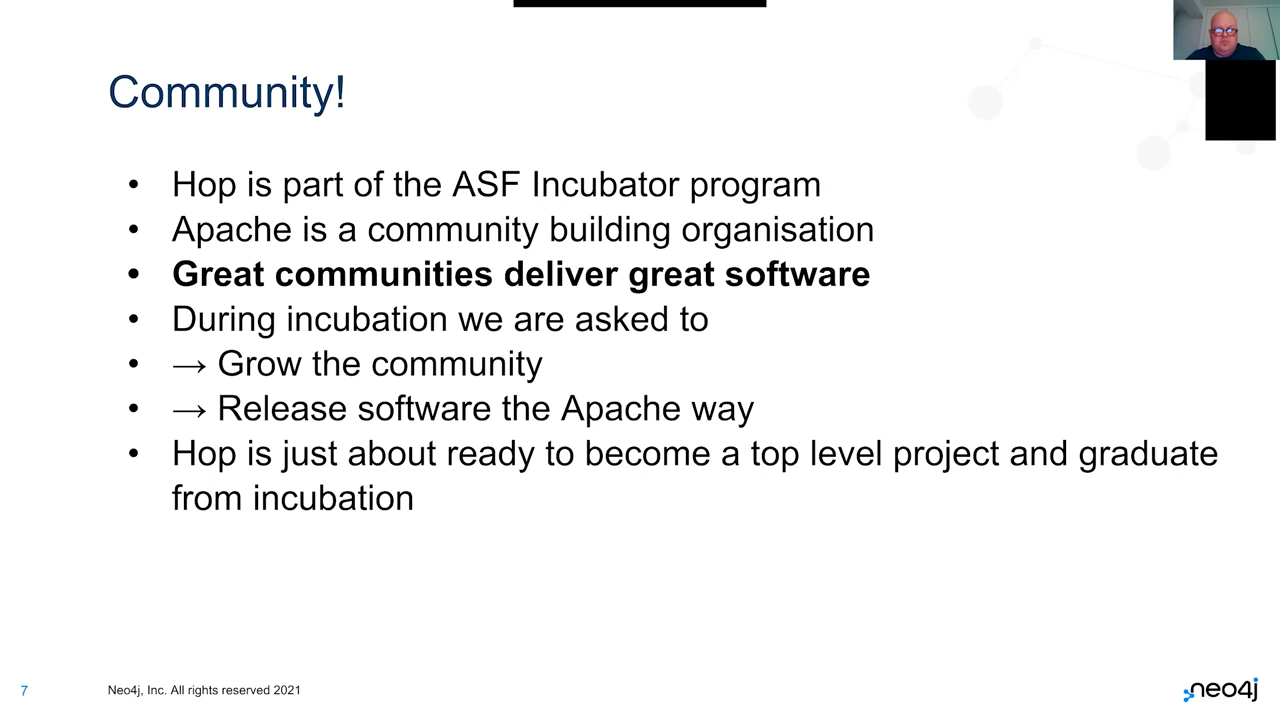 Community!
• Hop is part of the ASF Incubator program
• Apache is a community building organisation
• Great communities deliver great software
• During incubation we are asked to
• → Grow the community
• → Release software the Apache way
• Hop is just about ready to become a top level project and graduate
from incubation
7
Neo4j, Inc. All rights reserved 2021
neo4j